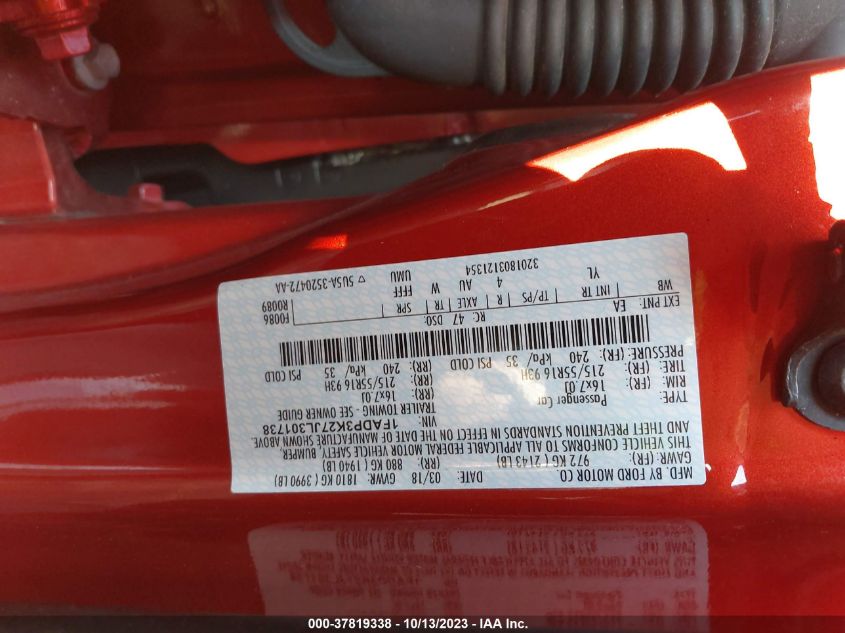 MFD. BY FORD MOTOR CO.
DATE: 03/18 GVWR: 1810 KG ( 3990 LB)
GAWR: (FR): 972 KG ( 2143 LB) (RR): 880 KG ( 1940 LB)
THIS VEHICLE CONFORMS TO ALL APPLICABLE FEDERAL MOTOR VEHICLE SAFETY, BUMPER,
AND THEFT PREVENTION STANDARDS IN EFFECT ON THE DATE OF MANUFACTURE SHOWN ABOVE.
VIN: 1FADP3K27JL301738
TYPE: Passenger Car TRAILER TOWING - SEE OWNER GUIDE
RIM: (FR): 16x7.0J (RR): 16x7.0J
TIRE: (FR): 215/55R16 93H (RR): 215/55R16 93H
PRESSURE: (FR): 240 kPa/ 35 PSI COLD (RR): 240 kPa/ 35 PSI COLD
EXT PNT: EA RC: 47 DSO: F0086
WB INT TR TP/PS R AXLE TR SPR R0089
YL 4 AU W FFF UMU
3201803121354 ▽ 5U5A-3520472-AA
000-37819338 - 10/13/2023 - © IAA Inc.